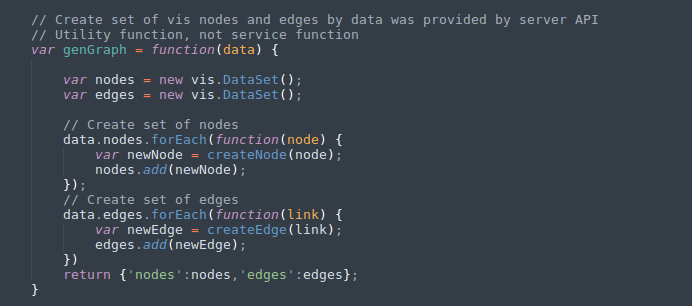 // Create set of vis nodes and edges by data was provided by server API
// Utility function, not service function
var genGraph = function(data) {
var nodes = new vis.DataSet();
var edges = new vis.DataSet();
// Create set of nodes
data.nodes.forEach(function(node) {
var newNode = createNode(node);
nodes.add(newNode);
});
// Create set of edges
data.edges.forEach(function(link) {
var newEdge = createEdge(link);
edges.add(newEdge);
})
return {'nodes':nodes,'edges':edges};
}